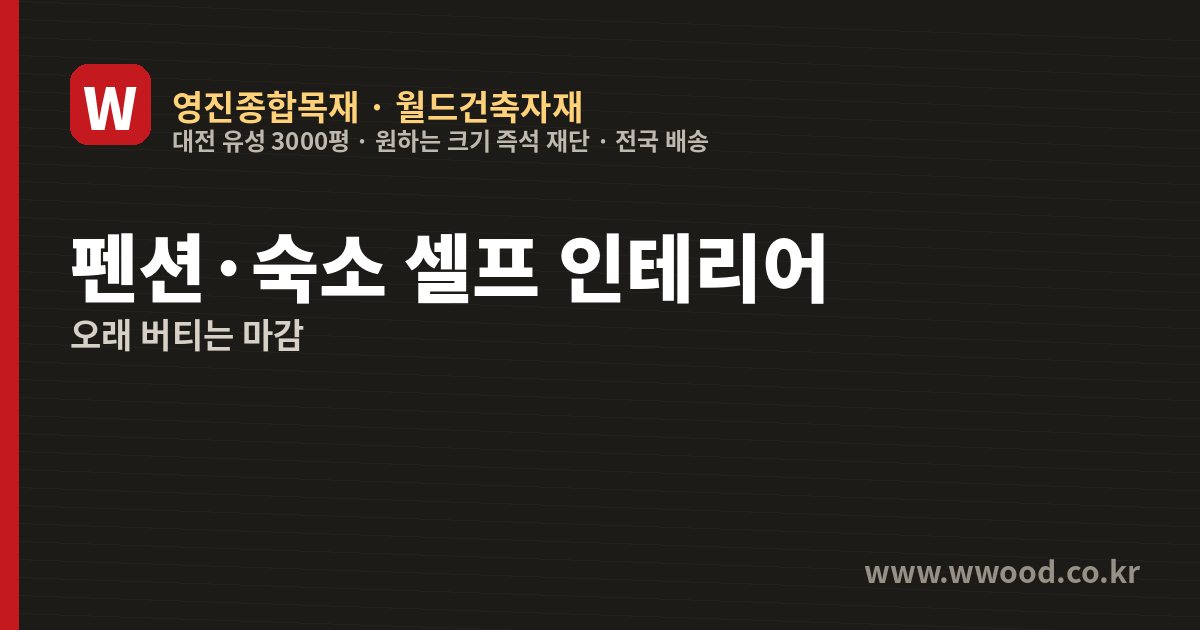 W
영진종합목재 · 월드건축자재
대전 유성 3000평 · 원하는 크기 즉석 재단 · 전국 배송
펜션·숙소 셀프 인테리어
오래 버티는 마감
www.wwood.co.kr